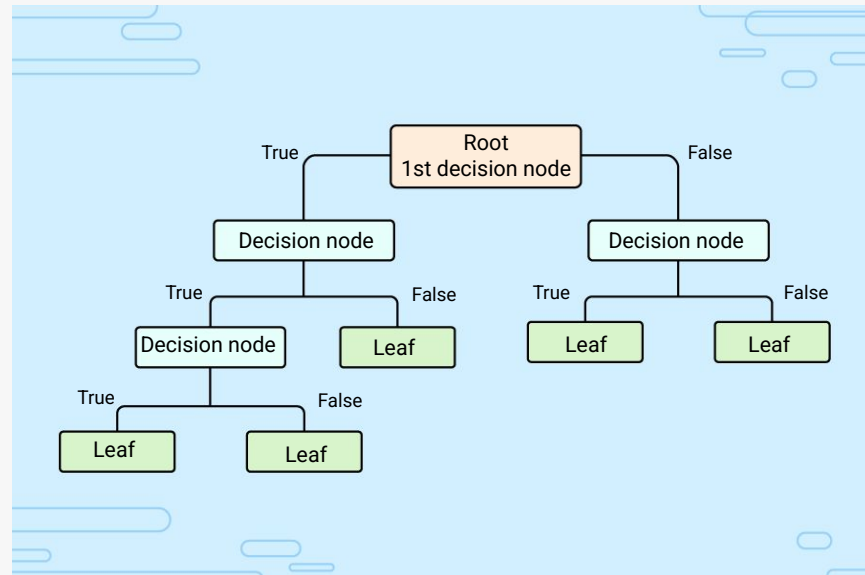 Root
1st decision node
True
False
Decision node
Decision node
True
False
True
False
Decision node
Leaf
Leaf
Leaf
True
False
Leaf
Leaf